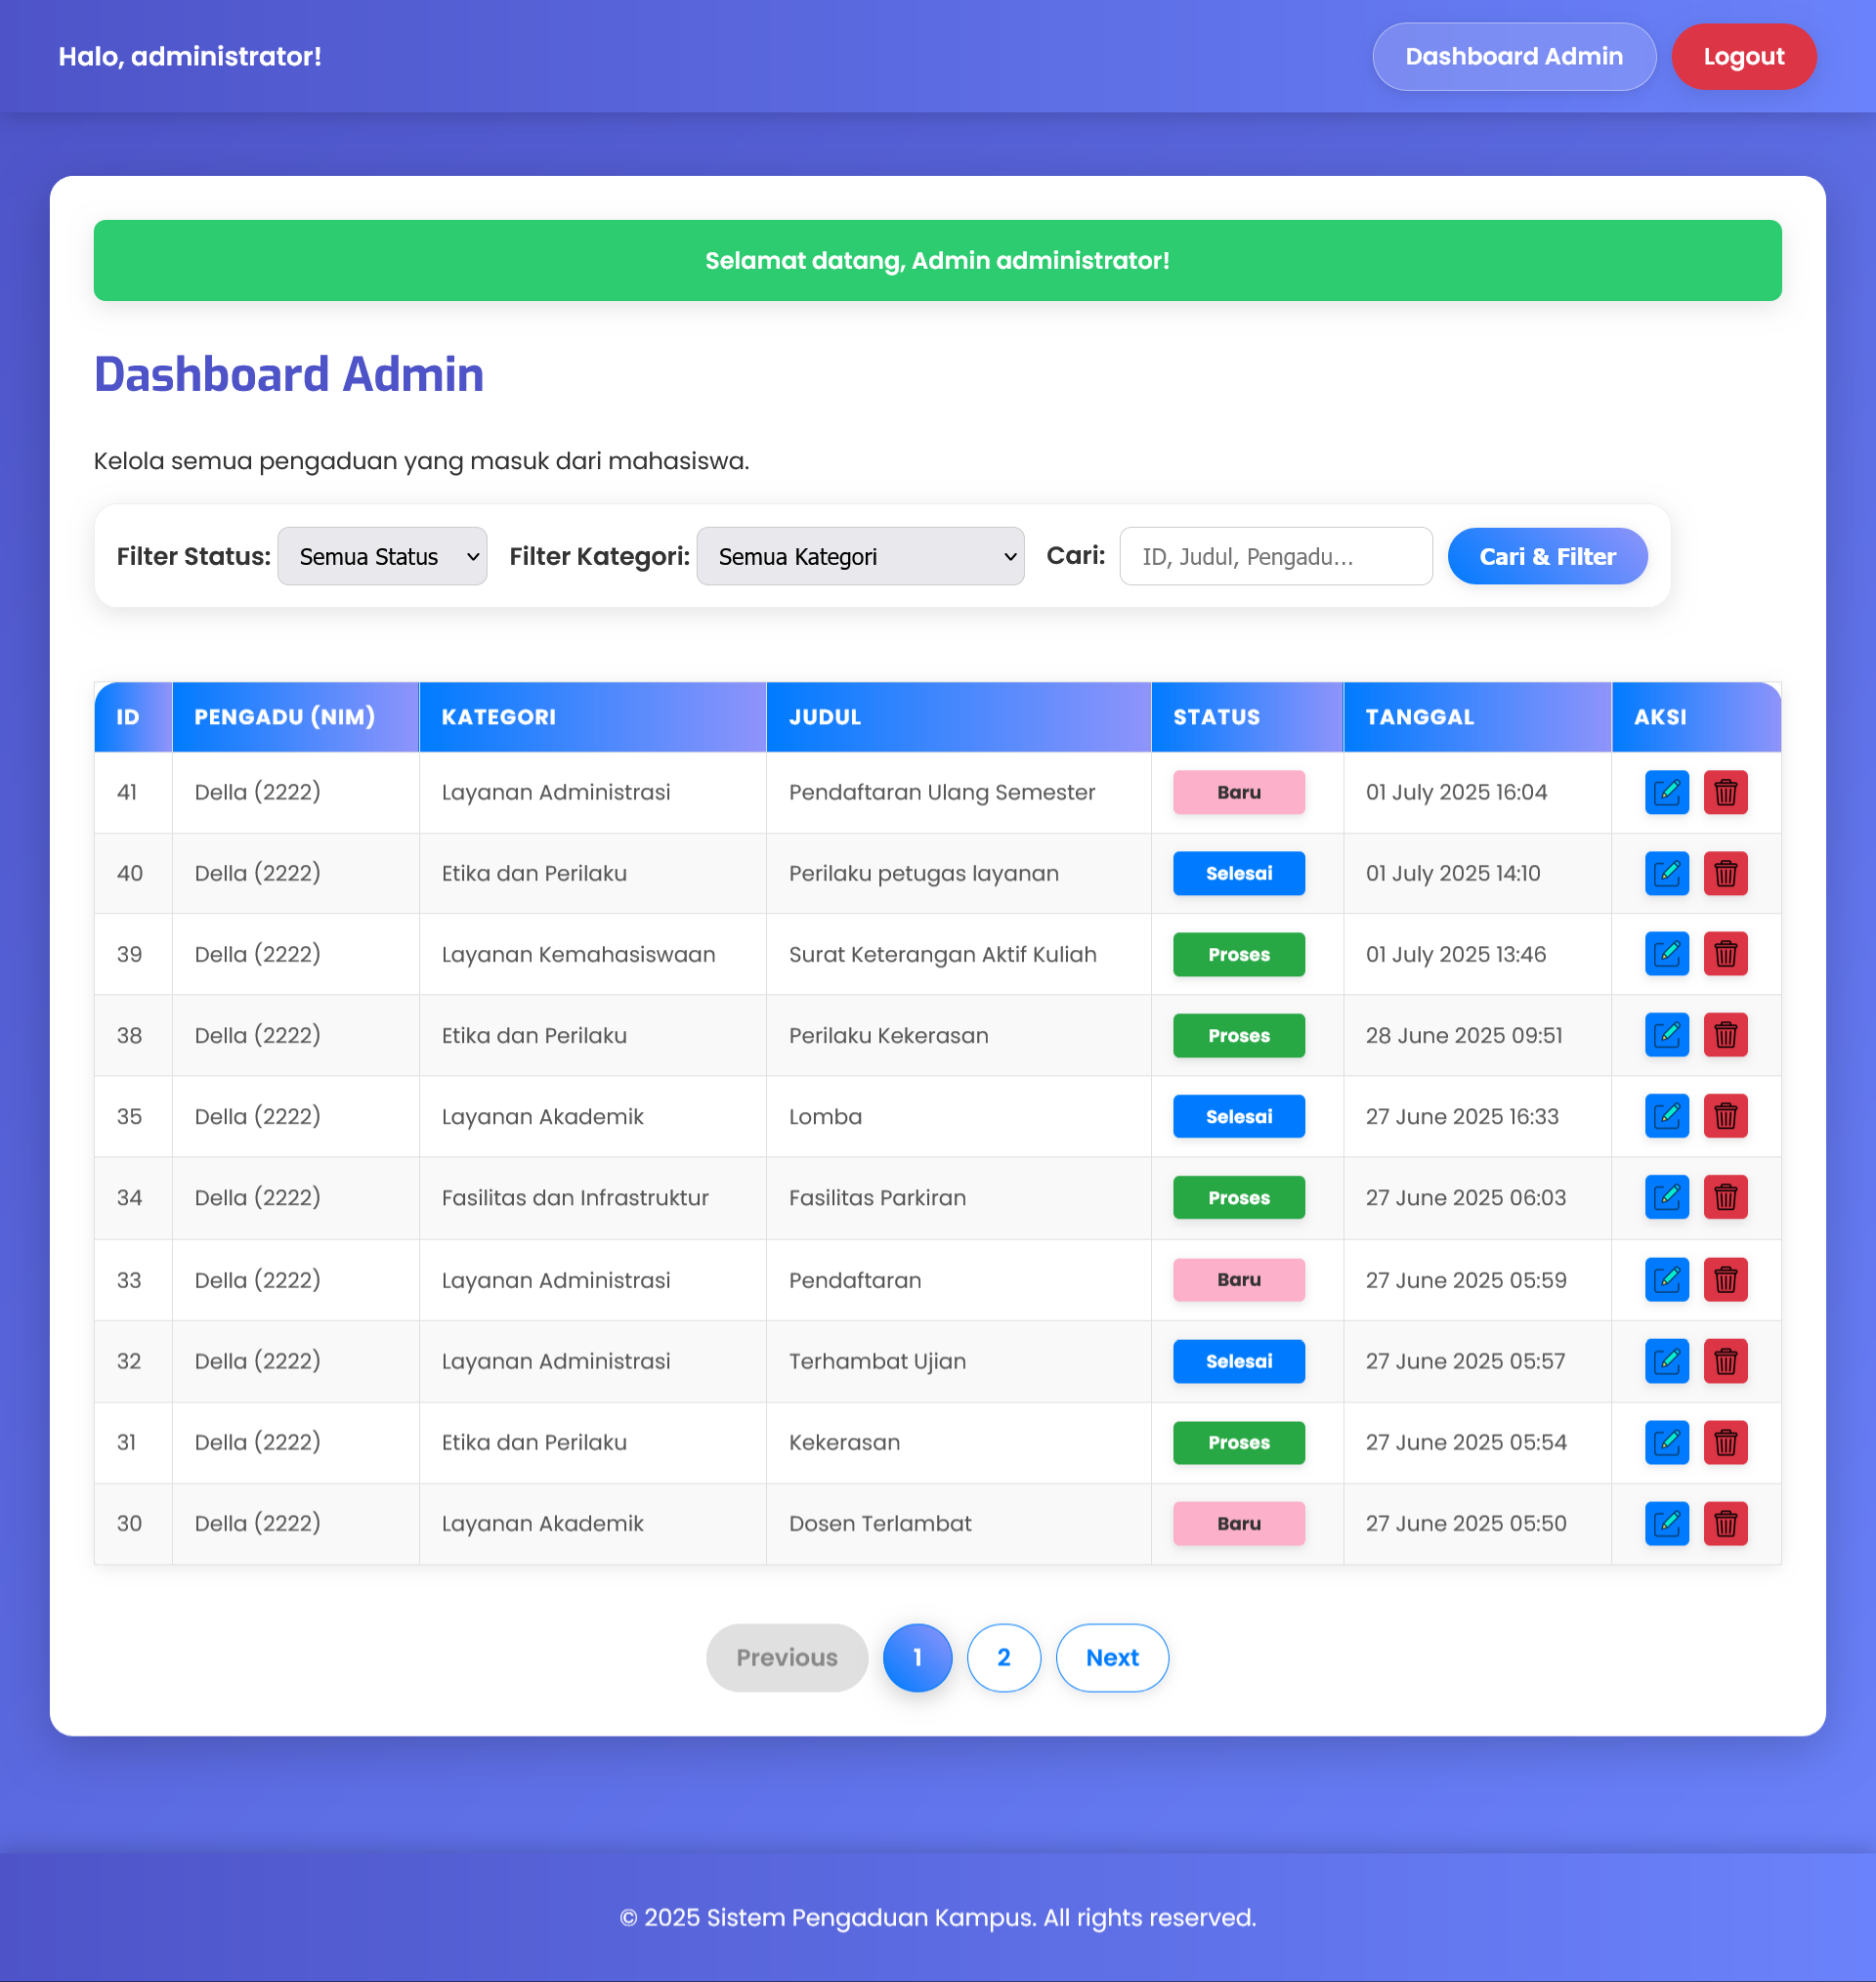 Halo, administrator! Dashboard Admin Logout
Selamat datang, Admin administrator!
Dashboard Admin
Kelola semua pengaduan yang masuk dari mahasiswa.
Filter Status: Semua Status Filter Kategori: Semua Kategori Cari: ID, Judul, Pengadu... Cari & Filter
ID PENGADU (NIM) KATEGORI JUDUL STATUS TANGGAL AKSI
41 Della (2222) Layanan Administrasi Pendaftaran Ulang Semester Baru 01 July 2025 16:04
40 Della (2222) Etika dan Perilaku Perilaku petugas layanan Selesai 01 July 2025 14:10
39 Della (2222) Layanan Kemahasiswaan Surat Keterangan Aktif Kuliah Proses 01 July 2025 13:46
38 Della (2222) Etika dan Perilaku Perilaku Kekerasan Proses 28 June 2025 09:51
35 Della (2222) Layanan Akademik Lomba Selesai 27 June 2025 16:33
34 Della (2222) Fasilitas dan Infrastruktur Fasilitas Parkiran Proses 27 June 2025 06:03
33 Della (2222) Layanan Administrasi Pendaftaran Baru 27 June 2025 05:59
32 Della (2222) Layanan Administrasi Terhambat Ujian Selesai 27 June 2025 05:57
31 Della (2222) Etika dan Perilaku Kekerasan Proses 27 June 2025 05:54
30 Della (2222) Layanan Akademik Dosen Terlambat Baru 27 June 2025 05:50
Previous 1 2 Next
© 2025 Sistem Pengaduan Kampus. All rights reserved.